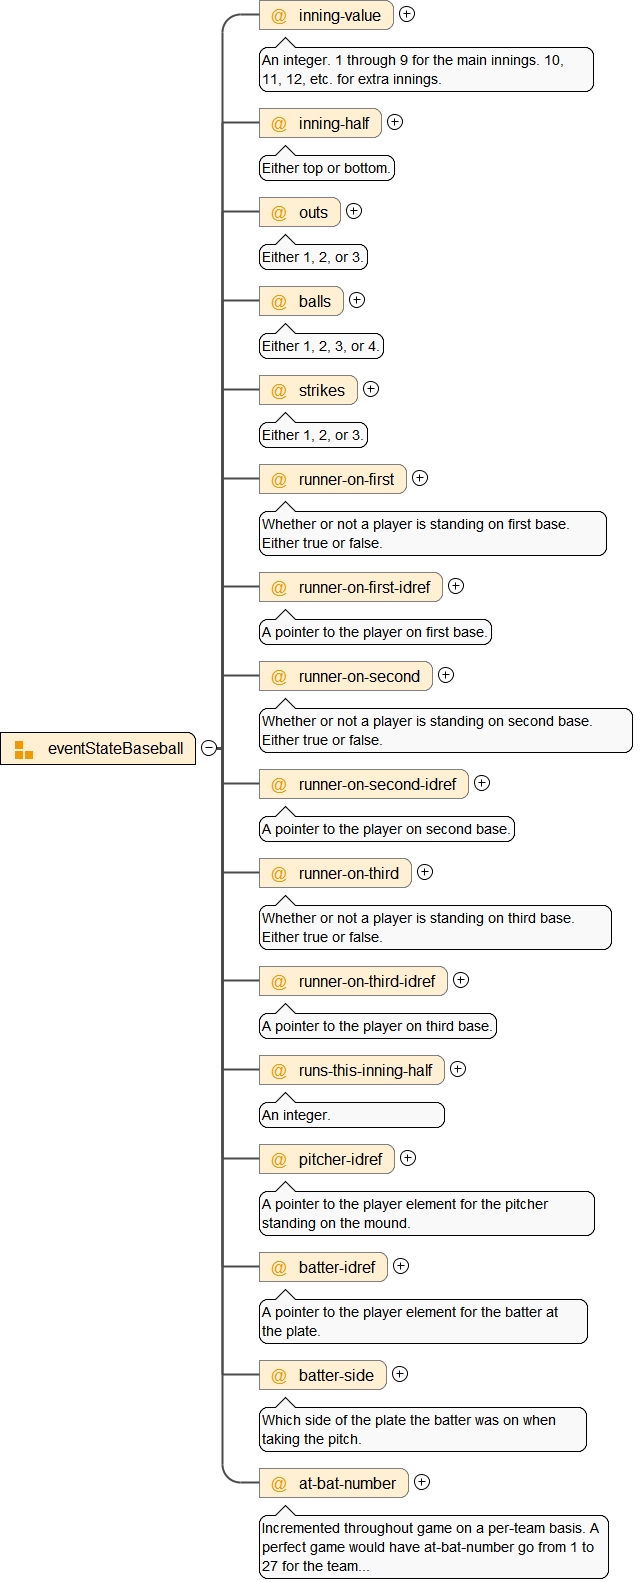 @ inning-value
An integer. 1 through 9 for the main innings. 10,
11, 12, etc. for extra innings.
@ inning-half
Either top or bottom.
@ outs
Either 1, 2, or 3.
@ balls
Either 1, 2, 3, or 4.
@ strikes
Either 1, 2, or 3.
@ runner-on-first
Whether or not a player is standing on first base.
Either true or false.
@ runner-on-first-idref
A pointer to the player on first base.
@ runner-on-second
Whether or not a player is standing on second base.
Either true or false.
eventStateBaseball
@ runner-on-second-idref
A pointer to the player on second base.
@ runner-on-third
Whether or not a player is standing on third base.
Either true or false.
@ runner-on-third-idref
A pointer to the player on third base.
@ runs-this-inning-half
An integer.
@ pitcher-idref
A pointer to the player element for the pitcher
standing on the mound.
@ batter-idref
A pointer to the player element for the batter at
the plate.
@ batter-side
Which side of the plate the batter was on when
taking the pitch.
@ at-bat-number
Incremented throughout game on a per-team basis. A
perfect game would have at-bat-number go from 1 to
27 for the team...